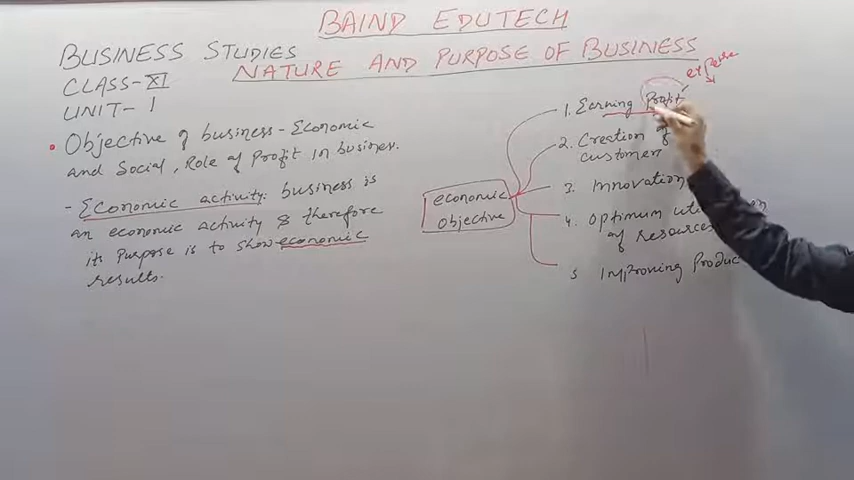 BAIND EDUTECH
BUSINESS STUDIES
NATURE AND PURPOSE OF BUSINESS
CLASS-XI
UNIT- 1
Objective of business - Economic
and Social, Role of Profit in business.
- Economic activity: business is
an economic activity & therefore
its Purpose is to show economic
results.
economic
objective
1. Earning Profit
expense
2. Creation of
customer
3. Innovation
4. Optimum
of resources
5 Improving